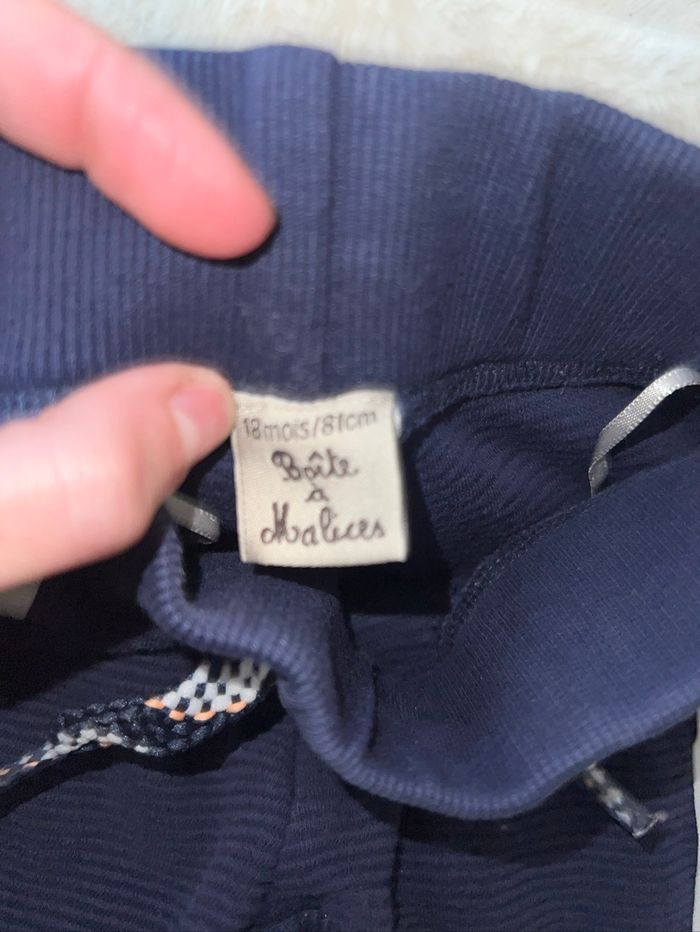 18 mois/81cm
Boîte
à
Malices